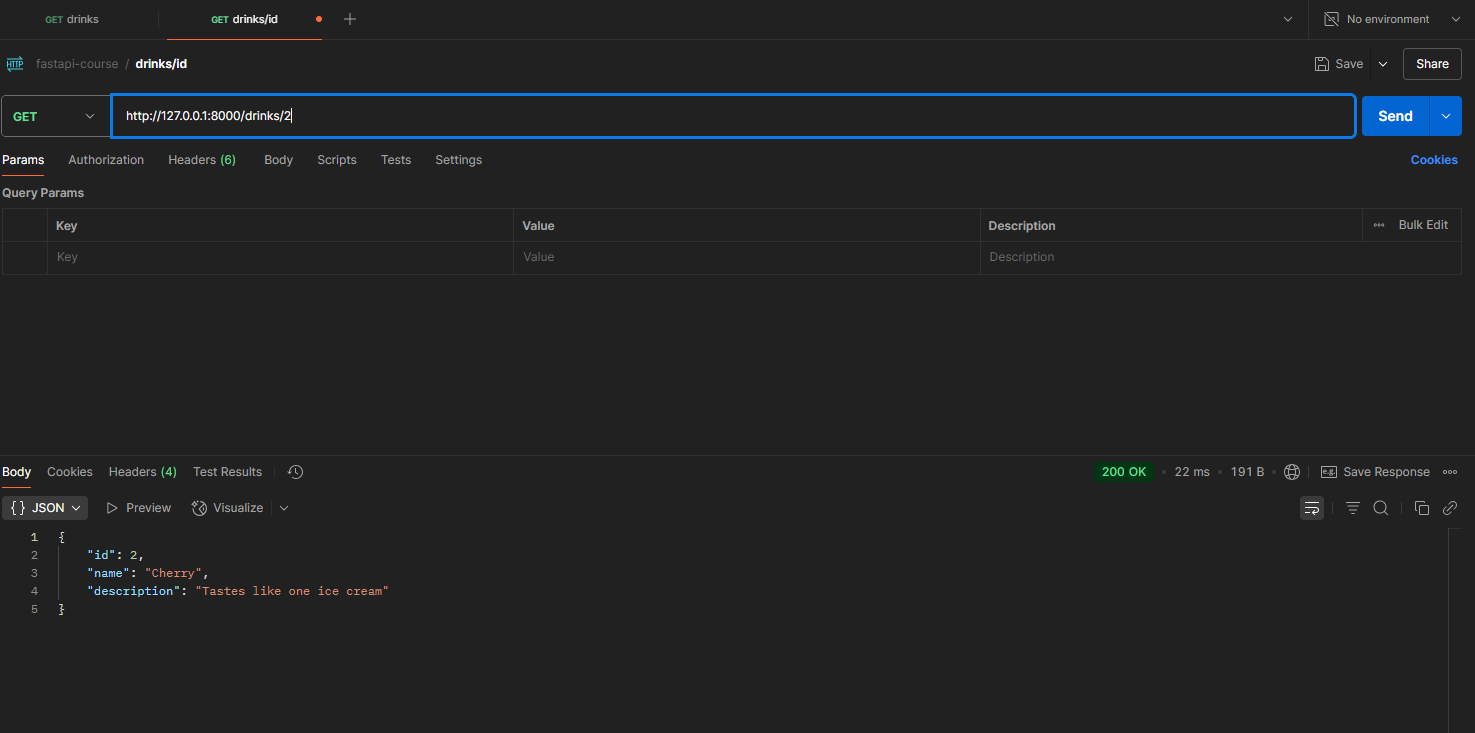 GET drinks GET drinks/id No environment
HTTP fastapi-course / drinks/id Save Share
GET http://127.0.0.1:8000/drinks/2 Send
Params Authorization Headers (6) Body Scripts Tests Settings Cookies
Query Params
Key Value Description Bulk Edit
Key Value Description
Body Cookies Headers (4) Test Results 200 OK • 22 ms • 191 B • e.g. Save Response
{} JSON Preview Visualize
1 {
2 "id": 2,
3 "name": "Cherry",
4 "description": "Tastes like one ice cream"
5 }